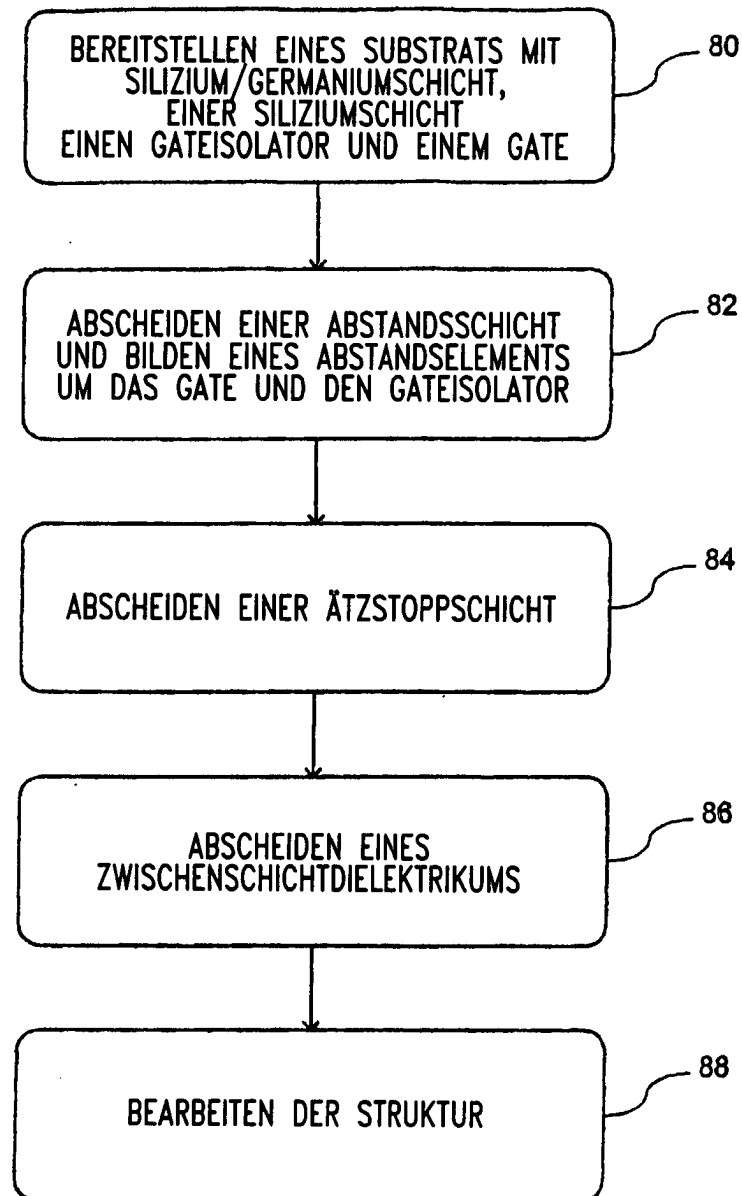 BEREITSTELLEN EINES SUBSTRATS MIT
SILIZIUM/GERMANIUMSCHICHT,
EINER SILIZIUMSCHICHT
EINEN GATEISOLATOR UND EINEM GATE
80
ABSCHEIDEN EINER ABSTANDSSCHICHT
UND BILDEN EINES ABSTANDSELEMENTS
UM DAS GATE UND DEN GATEISOLATOR
82
ABSCHEIDEN EINER ÄTZSTOPPSCHICHT
84
ABSCHEIDEN EINES
ZWISCHENSCHICHTDIELEKTRIKUMS
86
BEARBEITEN DER STRUKTUR
88